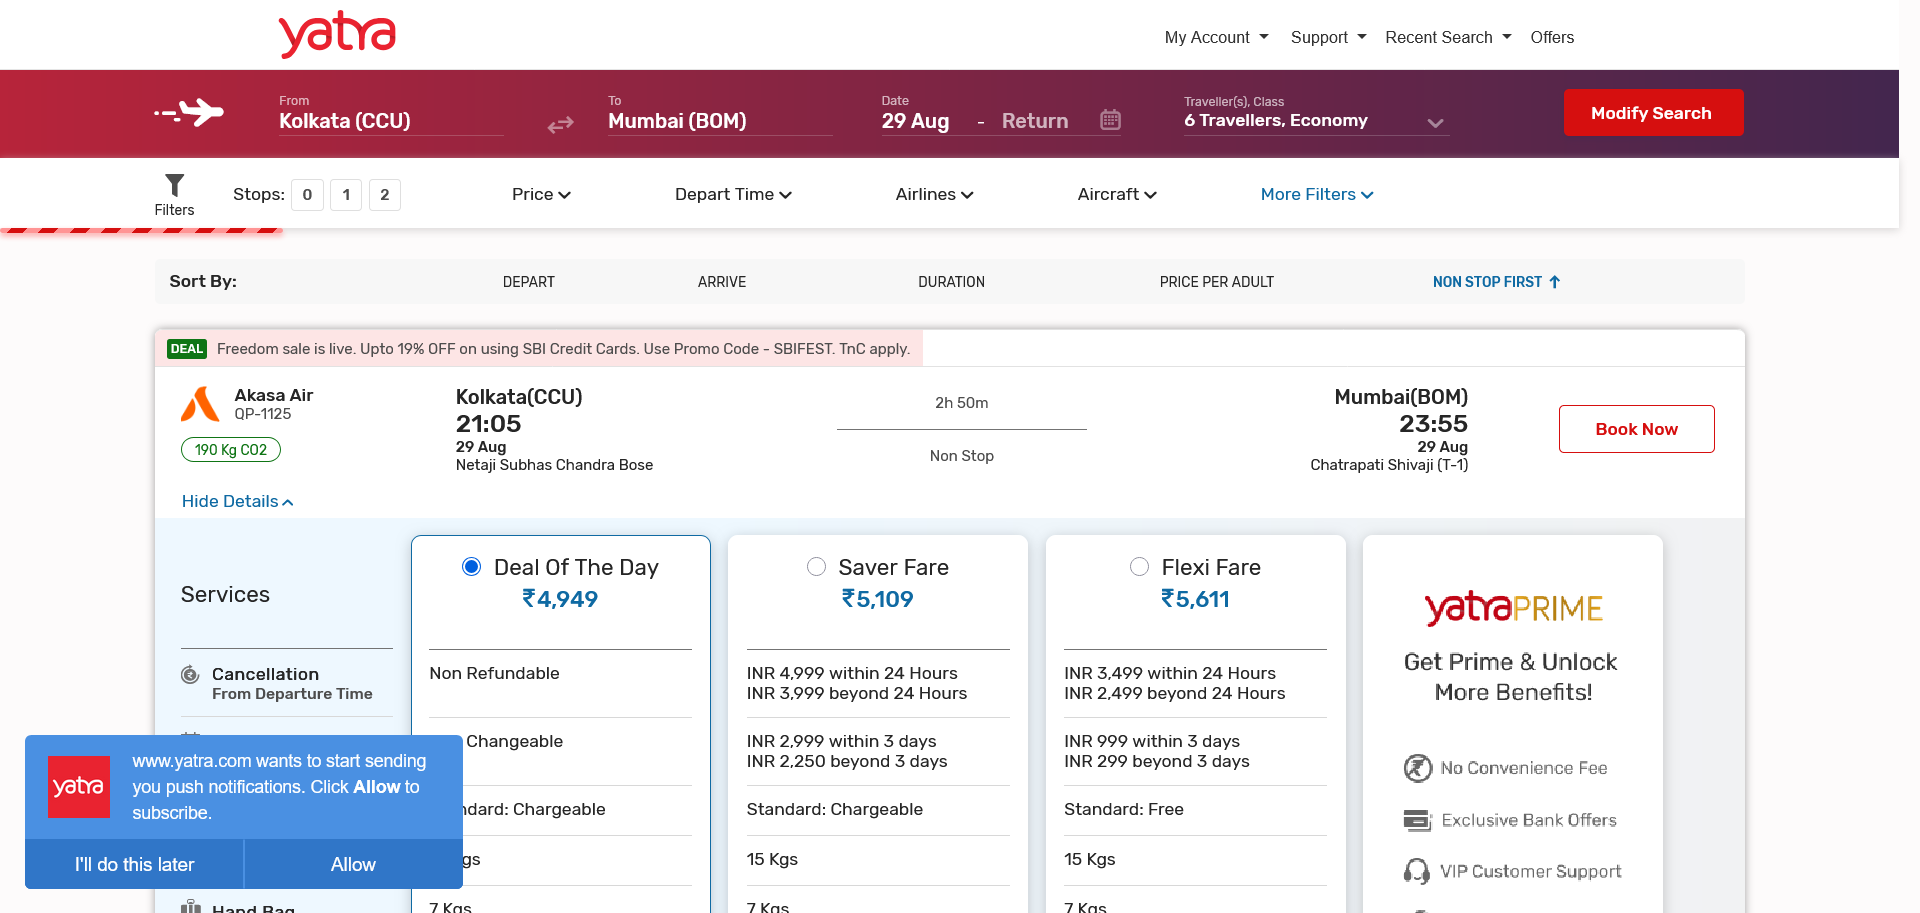 yatra
My Account
Support
Recent Search
Offers
From
Kolkata (CCU)
To
Mumbai (BOM)
Date
29 Aug - Return
Traveller(s), Class
6 Travellers, Economy
Modify Search
Filters
Stops: 0 1 2
Price
Depart Time
Airlines
Aircraft
More Filters
Sort By:
DEPART
ARRIVE
DURATION
PRICE PER ADULT
NON STOP FIRST
DEAL Freedom sale is live. Upto 19% OFF on using SBI Credit Cards. Use Promo Code - SBIFEST. TnC apply.
Akasa Air
QP-1125
190 Kg CO2
Kolkata(CCU)
21:05
29 Aug
Netaji Subhas Chandra Bose
2h 50m
Non Stop
Mumbai(BOM)
23:55
29 Aug
Chatrapati Shivaji (T-1)
Book Now
Hide Details
Services
Cancellation
From Departure Time
Hand Bag
Deal Of The Day
₹4,949
Non Refundable
Changeable
dard: Chargeable
gs
7 Kgs
Saver Fare
₹5,109
INR 4,999 within 24 Hours
INR 3,999 beyond 24 Hours
INR 2,999 within 3 days
INR 2,250 beyond 3 days
Standard: Chargeable
15 Kgs
7 Kgs
Flexi Fare
₹5,611
INR 3,499 within 24 Hours
INR 2,499 beyond 24 Hours
INR 999 within 3 days
INR 299 beyond 3 days
Standard: Free
15 Kgs
7 Kgs
yatraPRIME
Get Prime & Unlock
More Benefits!
No Convenience Fee
Exclusive Bank Offers
VIP Customer Support
yatra
www.yatra.com wants to start sending
you push notifications. Click Allow to
subscribe.
I'll do this later
Allow